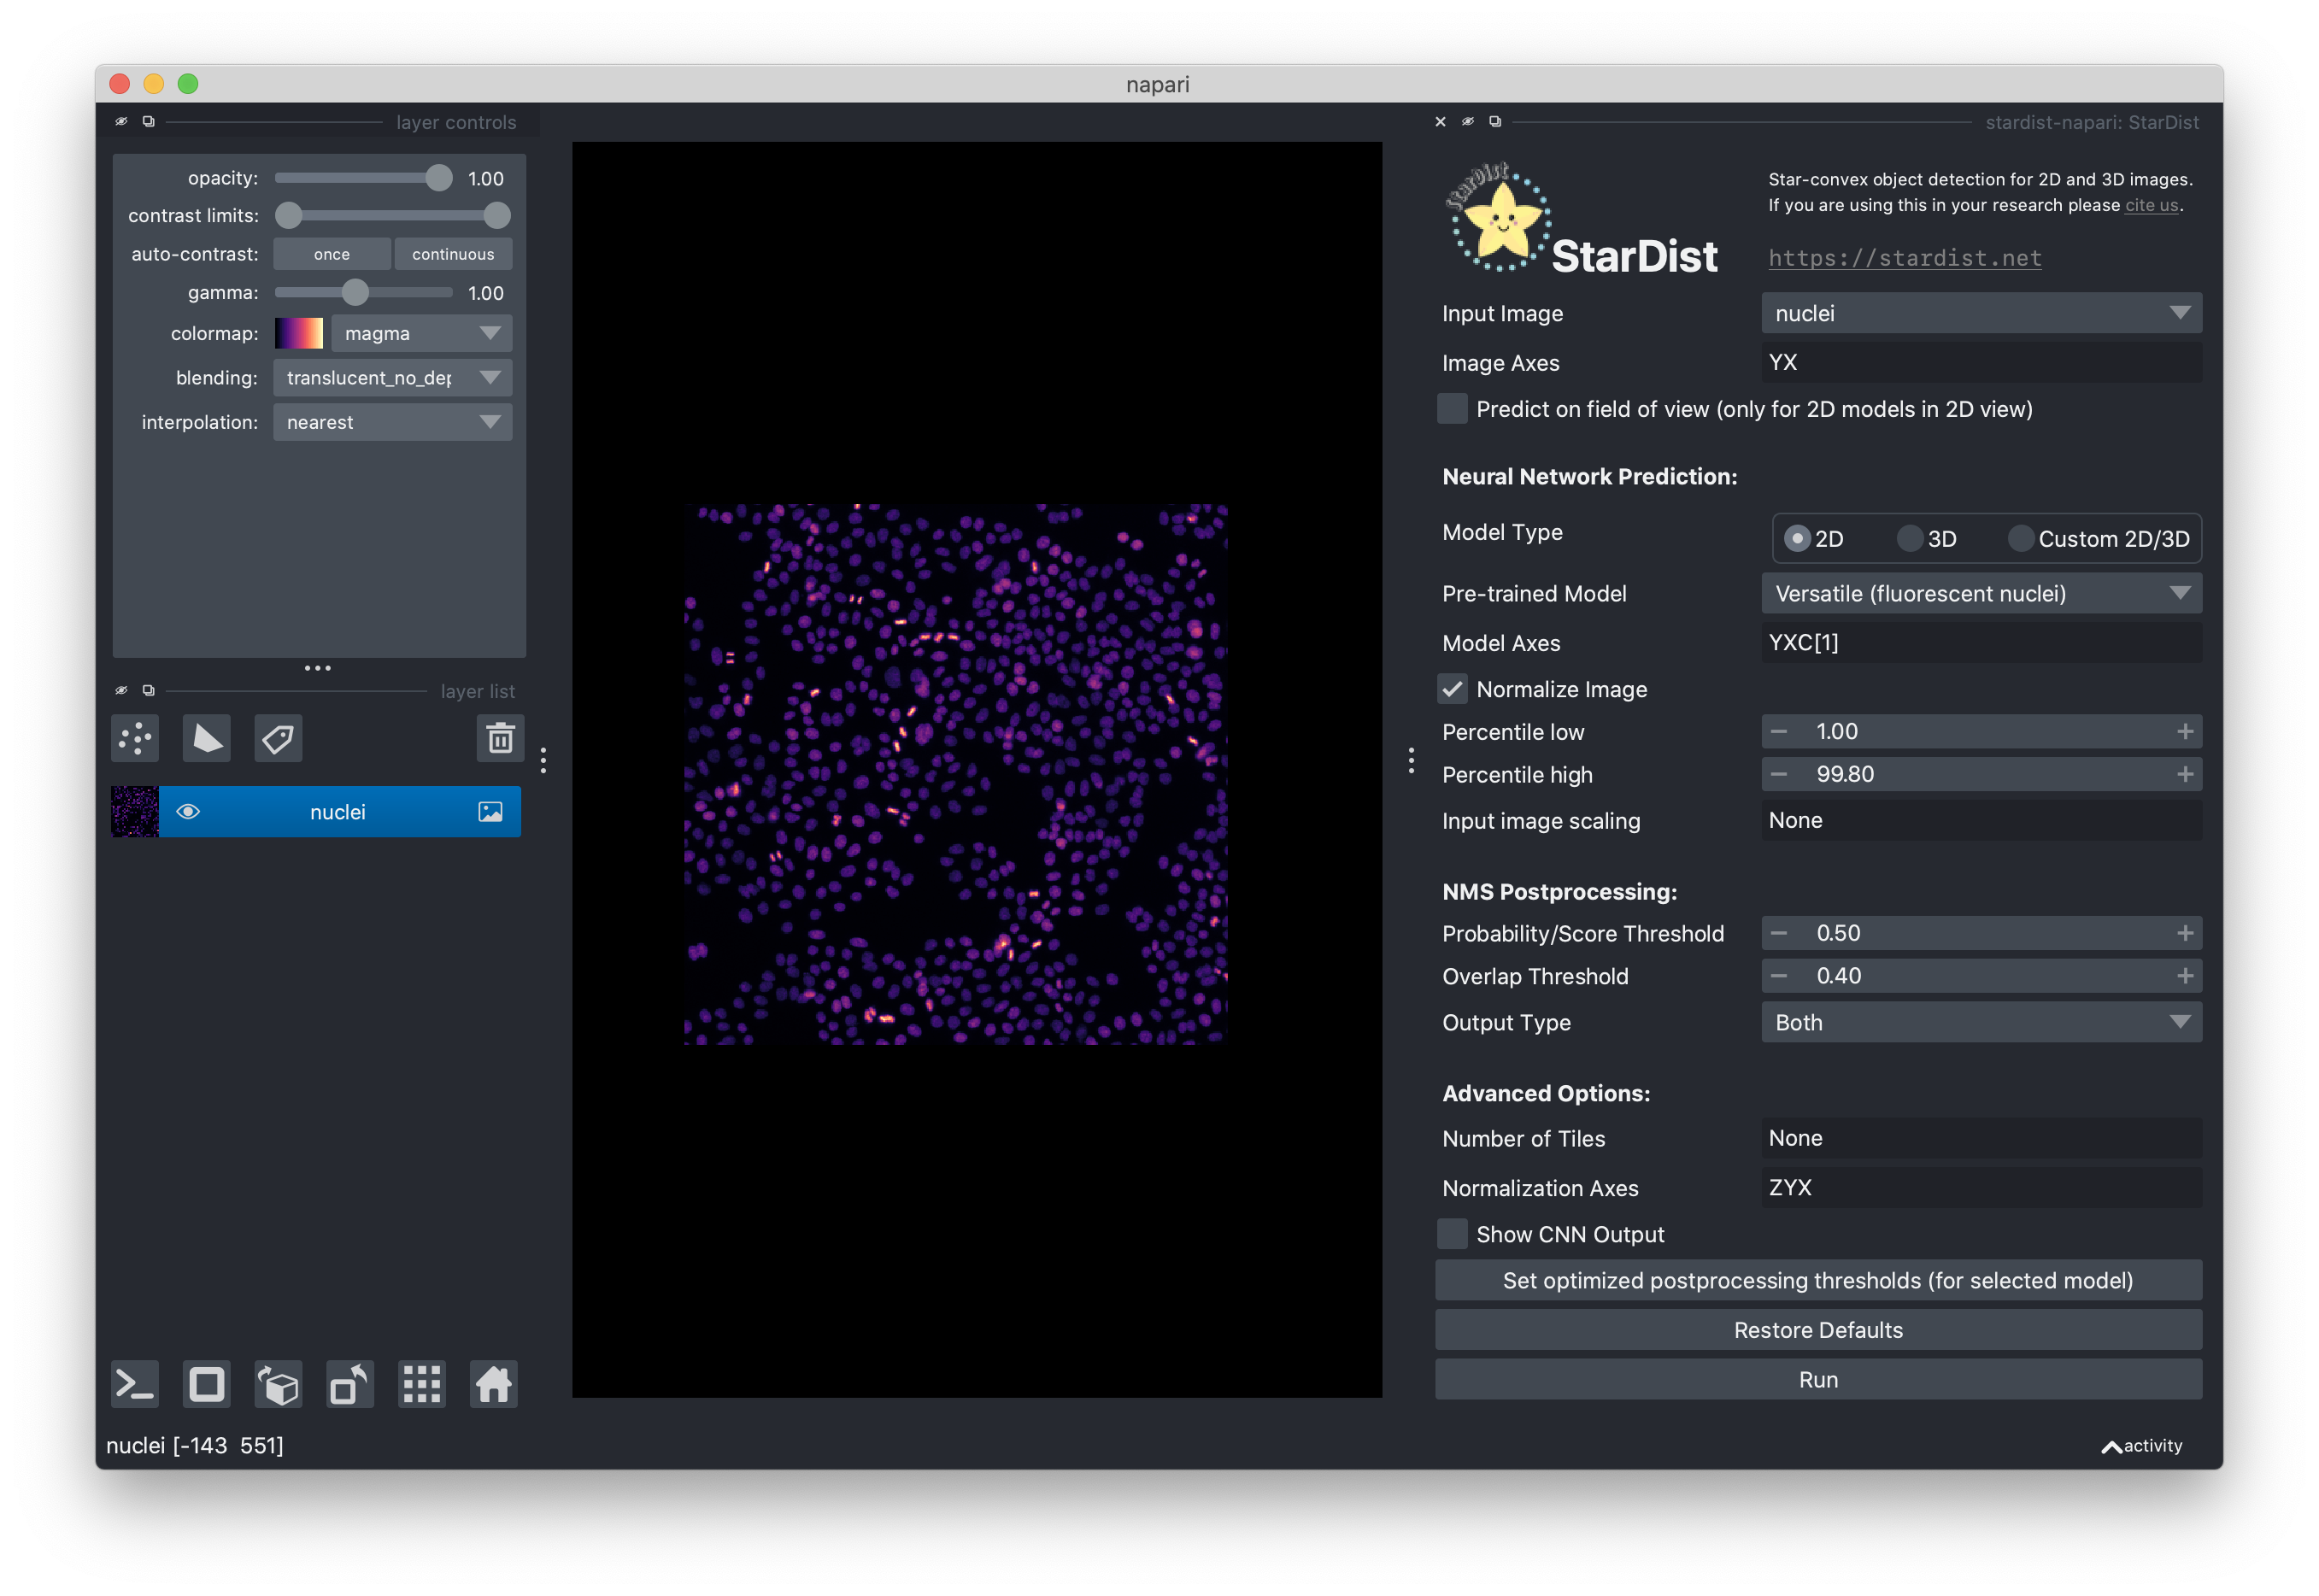 napari
layer controls
opacity: 1.00
contrast limits:
auto-contrast: once continuous
gamma: 1.00
colormap: magma
blending: translucent_no_dep
interpolation: nearest
layer list
nuclei
nuclei [-143 551]
stardist-napari: StarDist
StarDist
StarDist
Star-convex object detection for 2D and 3D images.
If you are using this in your research please cite us.
https://stardist.net
Input Image nuclei
Image Axes YX
Predict on field of view (only for 2D models in 2D view)
Neural Network Prediction:
Model Type 2D 3D Custom 2D/3D
Pre-trained Model Versatile (fluorescent nuclei)
Model Axes YXC[1]
Normalize Image
Percentile low 1.00
Percentile high 99.80
Input image scaling None
NMS Postprocessing:
Probability/Score Threshold 0.50
Overlap Threshold 0.40
Output Type Both
Advanced Options:
Number of Tiles None
Normalization Axes ZYX
Show CNN Output
Set optimized postprocessing thresholds (for selected model)
Restore Defaults
Run
activity